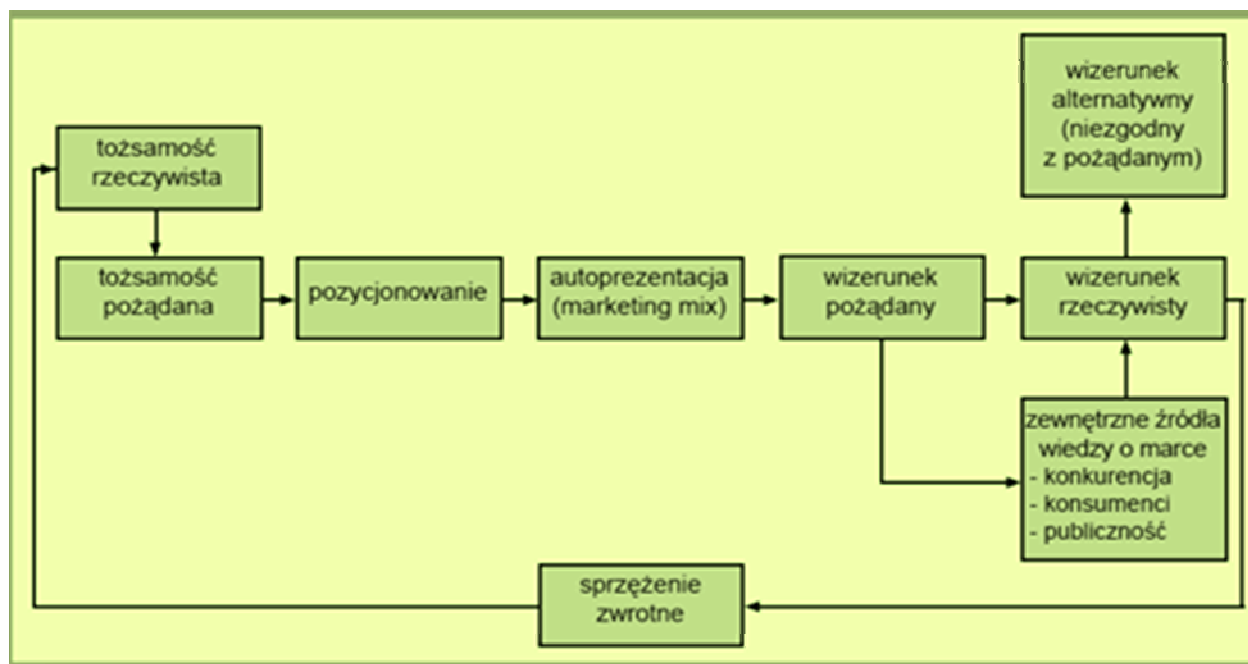 wizerunek
alternatywny
(niezgodny
z pożądanym)
tożsamość
rzeczywista
tożsamość
pożądana
pozycjonowanie
autoprezentacja
(marketing mix)
wizerunek
pożądany
wizerunek
rzeczywisty
zewnętrzne źródła
wiedzy o marce
- konkurencja
- konsumenci
- publiczność
sprzężenie
zwrotne